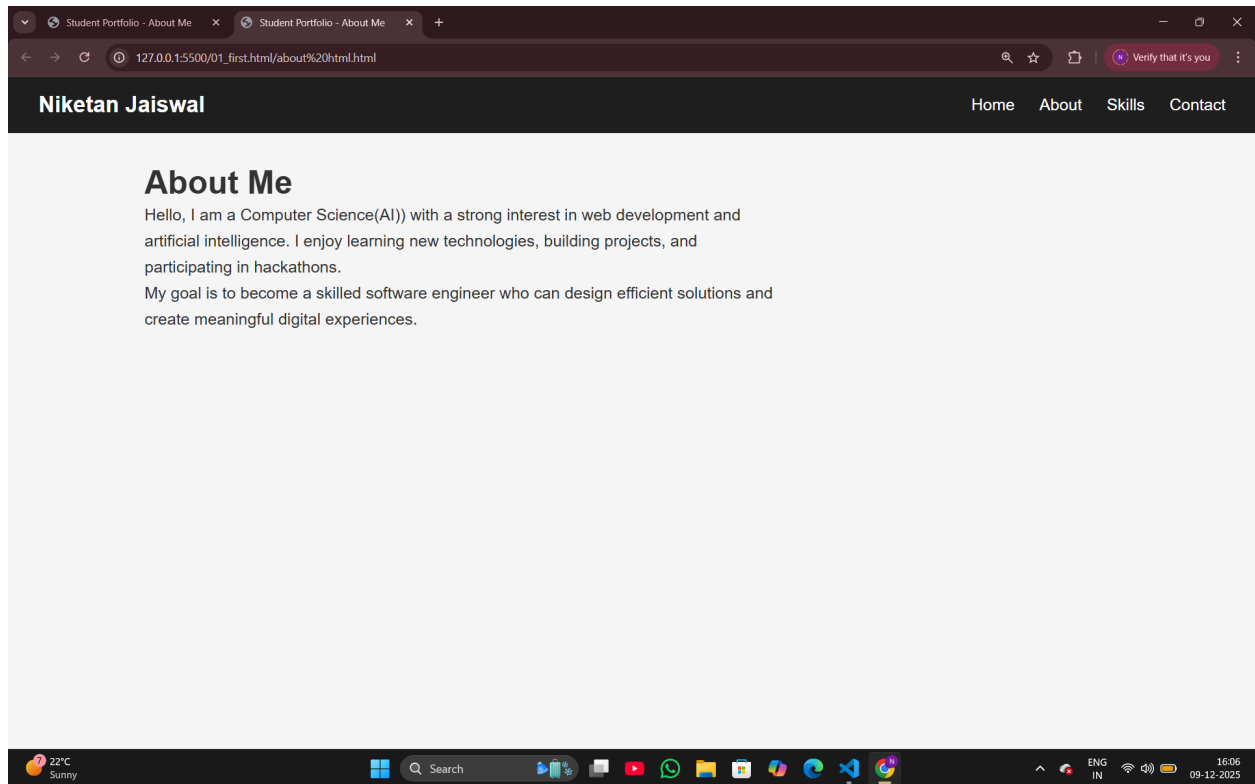 Student Portfolio - About Me
Student Portfolio - About Me
127.0.0.1:5500/01_first.html/about%20html.html
Verify that it's you
Niketan Jaiswal
Home About Skills Contact
About Me
Hello, I am a Computer Science(AI)) with a strong interest in web development and
artificial intelligence. I enjoy learning new technologies, building projects, and
participating in hackathons.
My goal is to become a skilled software engineer who can design efficient solutions and
create meaningful digital experiences.
7
22°C
Sunny
Search
N
ENG
IN
16:06
09-12-2025